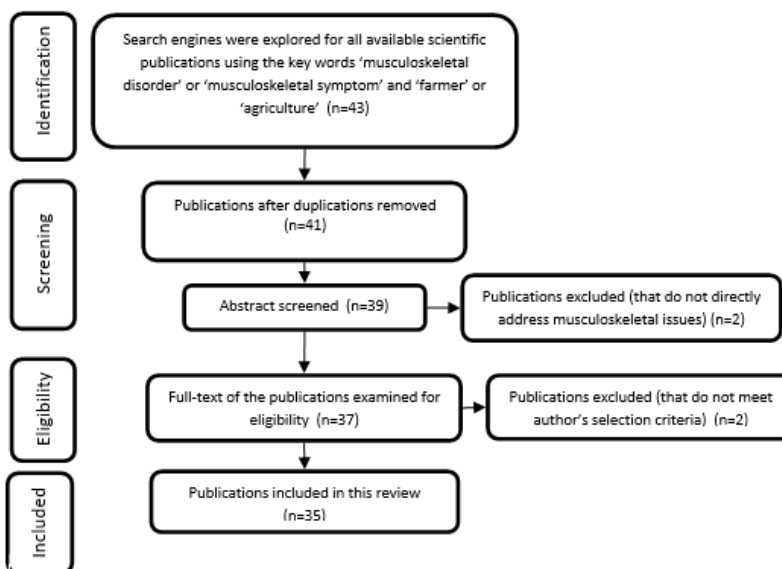 Identification
Search engines were explored for all available scientific
publications using the key words ‘musculoskeletal
disorder’ or ‘musculoskeletal symptom’ and ‘farmer’ or
‘agriculture’ (n=43)
Screening
Publications after duplications removed
(n=41)
Abstract screened (n=39)
Publications excluded (that do not directly
address musculoskeletal issues) (n=2)
Eligibility
Full-text of the publications examined for
eligibility (n=37)
Publications excluded (that do not meet
author’s selection criteria) (n=2)
Included
Publications included in this review
(n=35)